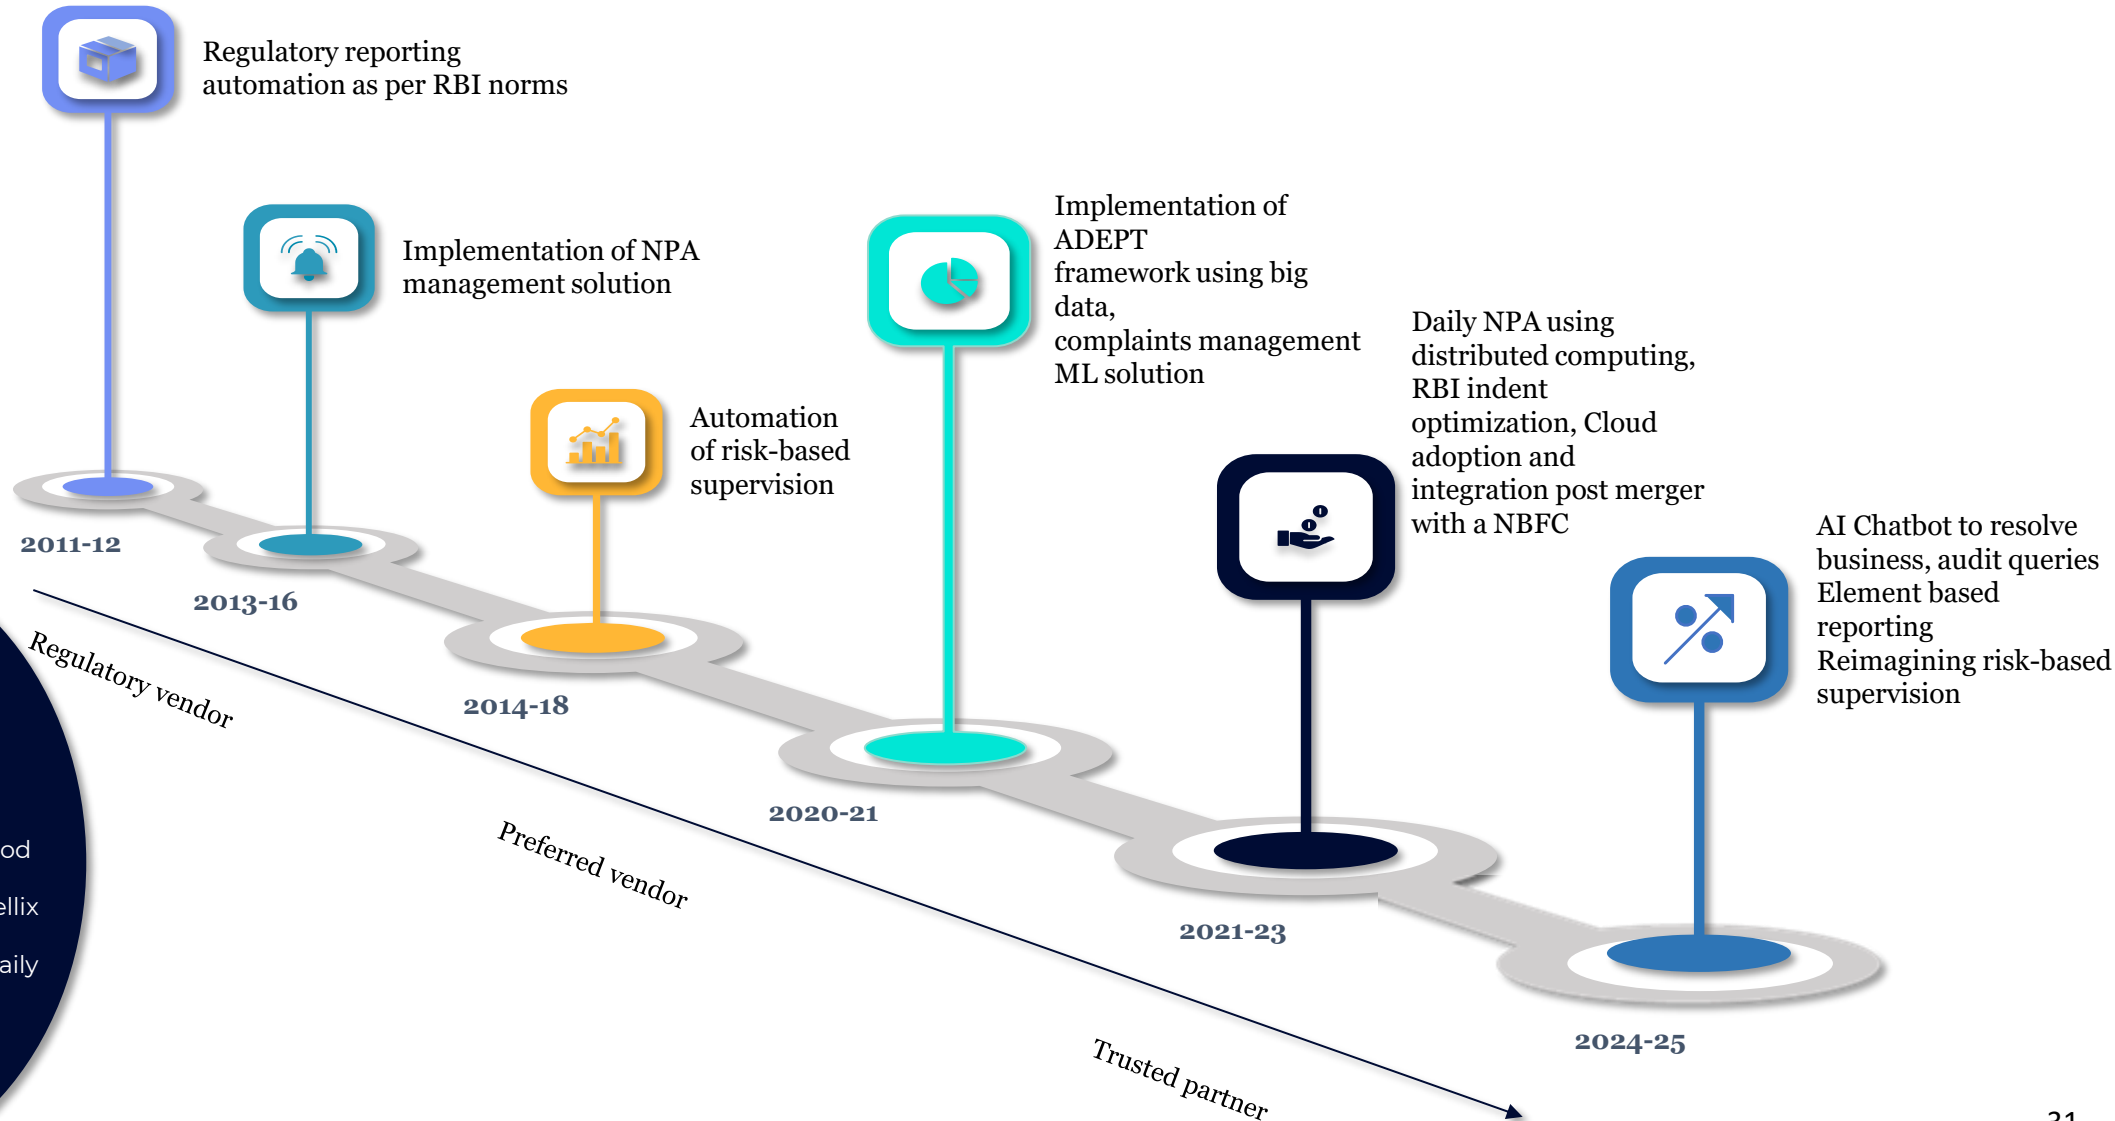 Regulatory reporting
automation as per RBI norms
Implementation of NPA
management solution
Automation
of risk-based
supervision
Implementation of
ADEPT
framework using big
data,
complaints management
ML solution
Daily NPA using
distributed computing,
RBI indent
optimization, Cloud
adoption and
integration post merger
with a NBFC
AI Chatbot to resolve
business, audit queries
Element based
reporting
Reimagining risk-based
supervision
2011-12
2013-16
2014-18
2020-21
2021-23
2024-25
Regulatory vendor
Preferred vendor
Trusted partner